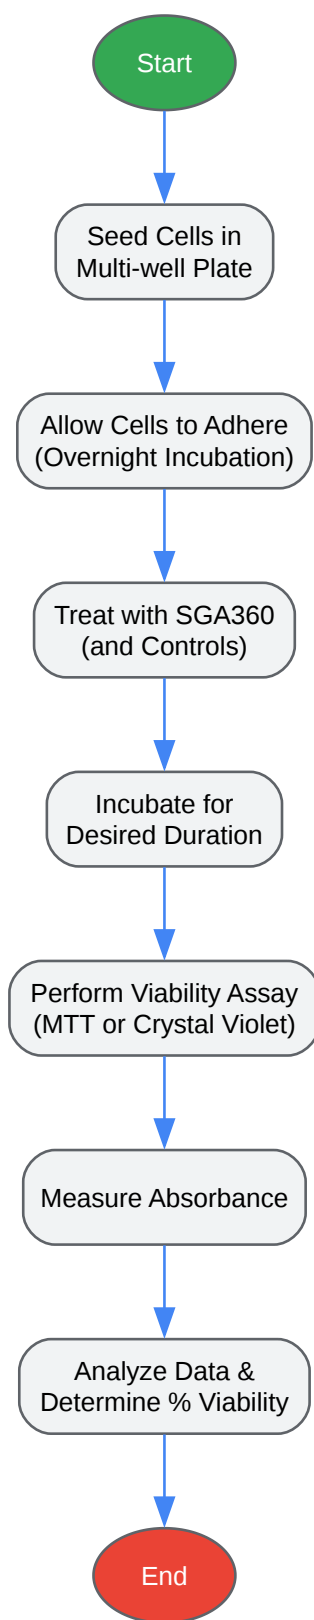 Start
Seed Cells in
Multi-well Plate
Allow Cells to Adhere
(Overnight Incubation)
Treat with SGA360
(and Controls)
Incubate for
Desired Duration
Perform Viability Assay
(MTT or Crystal Violet)
Measure Absorbance
Analyze Data &
Determine % Viability
End